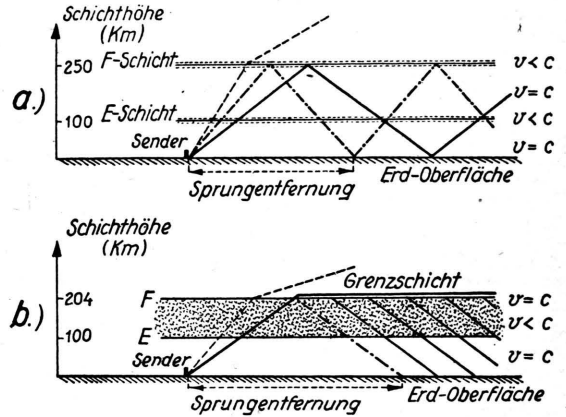 Schichthöhe
(Km)
a.)
250
F-Schicht
v < c
v = c
100
E-Schicht
v < c
Sender
v = c
Sprungentfernung
Erd-Oberfläche
Schichthöhe
(Km)
b.)
Grenzschicht
204
F
v = c
v < c
100
E
Sender
v = c
Sprungentfernung
Erd-Oberfläche